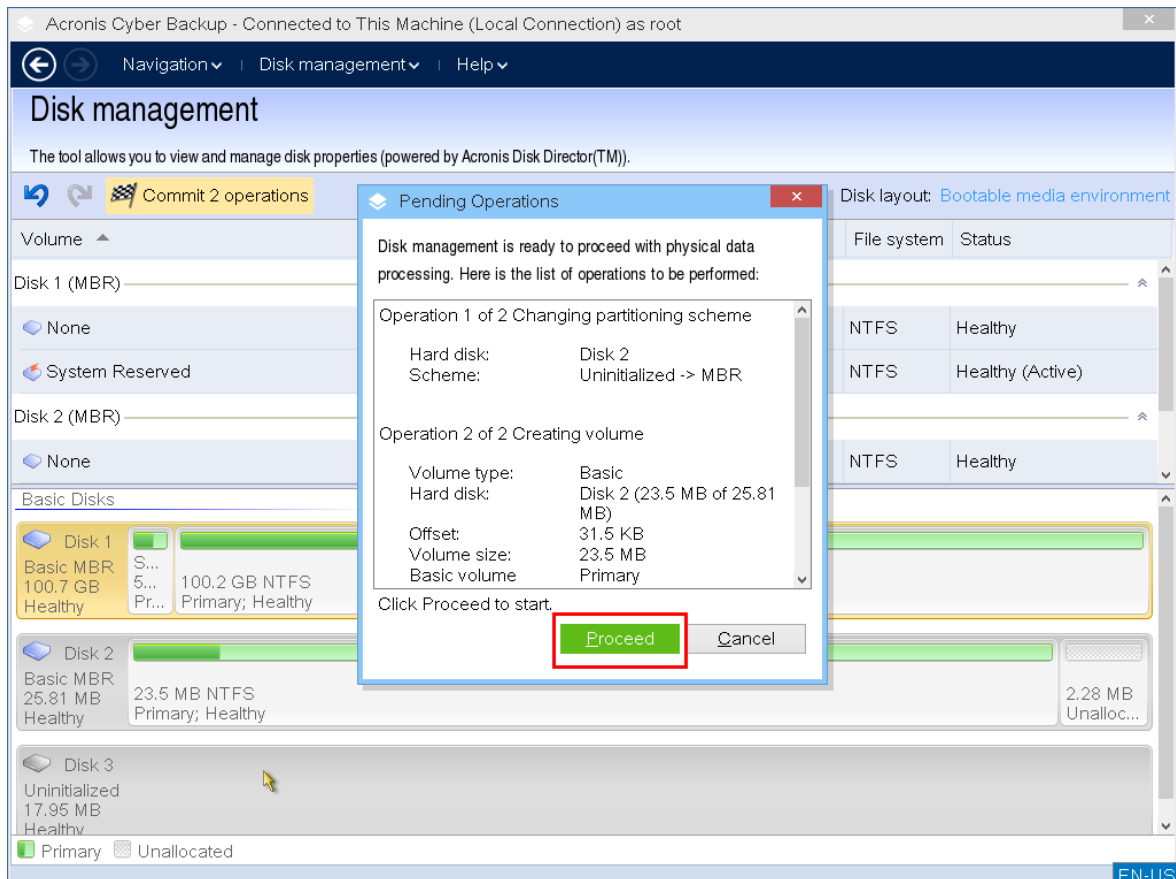 Acronis Cyber Backup - Connected to This Machine (Local Connection) as root
Navigation Disk management Help
Disk management
The tool allows you to view and manage disk properties (powered by Acronis Disk Director(TM)).
Commit 2 operations
Disk layout: Bootable media environment
Volume File system Status
Disk 1 (MBR)
None NTFS Healthy
System Reserved NTFS Healthy (Active)
Disk 2 (MBR)
None NTFS Healthy
Pending Operations
Disk management is ready to proceed with physical data
processing. Here is the list of operations to be performed:
Operation 1 of 2 Changing partitioning scheme
Hard disk: Disk 2
Scheme: Uninitialized -> MBR
Operation 2 of 2 Creating volume
Volume type: Basic
Hard disk: Disk 2 (23.5 MB of 25.81
MB)
Offset: 31.5 KB
Volume size: 23.5 MB
Basic volume Primary
Click Proceed to start.
Proceed Cancel
Basic Disks
Disk 1
Basic MBR
100.7 GB
Healthy
S...
5...
Pr...
100.2 GB NTFS
Primary; Healthy
Disk 2
Basic MBR
25.81 MB
Healthy
23.5 MB NTFS
Primary; Healthy
2.28 MB
Unalloc...
Disk 3
Uninitialized
17.95 MB
Healthy
Primary Unallocated
EN-US